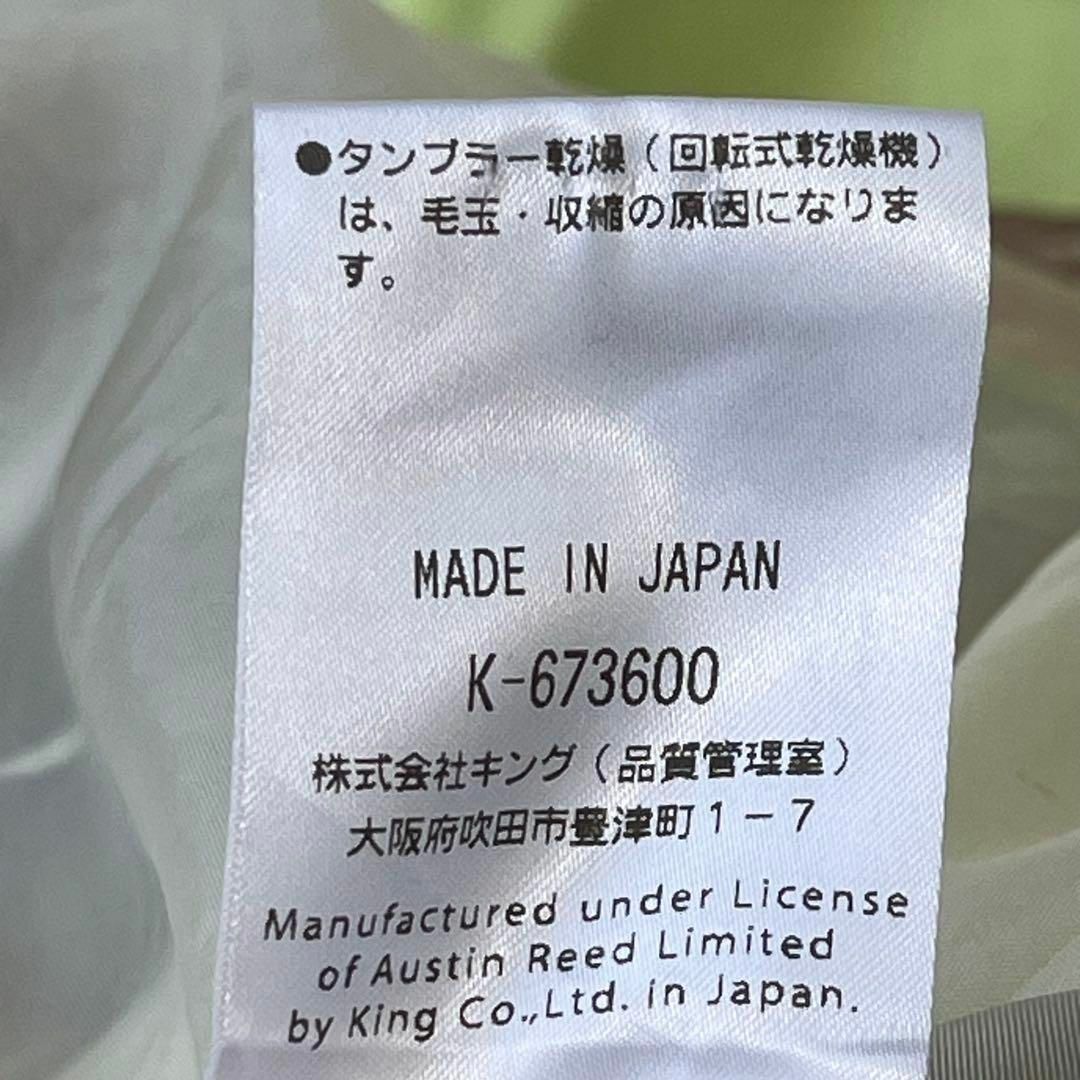 ●タンブラー乾燥（回転式乾燥機）
は、毛玉・収縮の原因になりま
す。
MADE IN JAPAN
K-673600
株式会社キング（品質管理室）
大阪府吹田市豊津町1-7
Manufactured under License
of Austin Reed Limited
by King Co.,Ltd. in Japan.